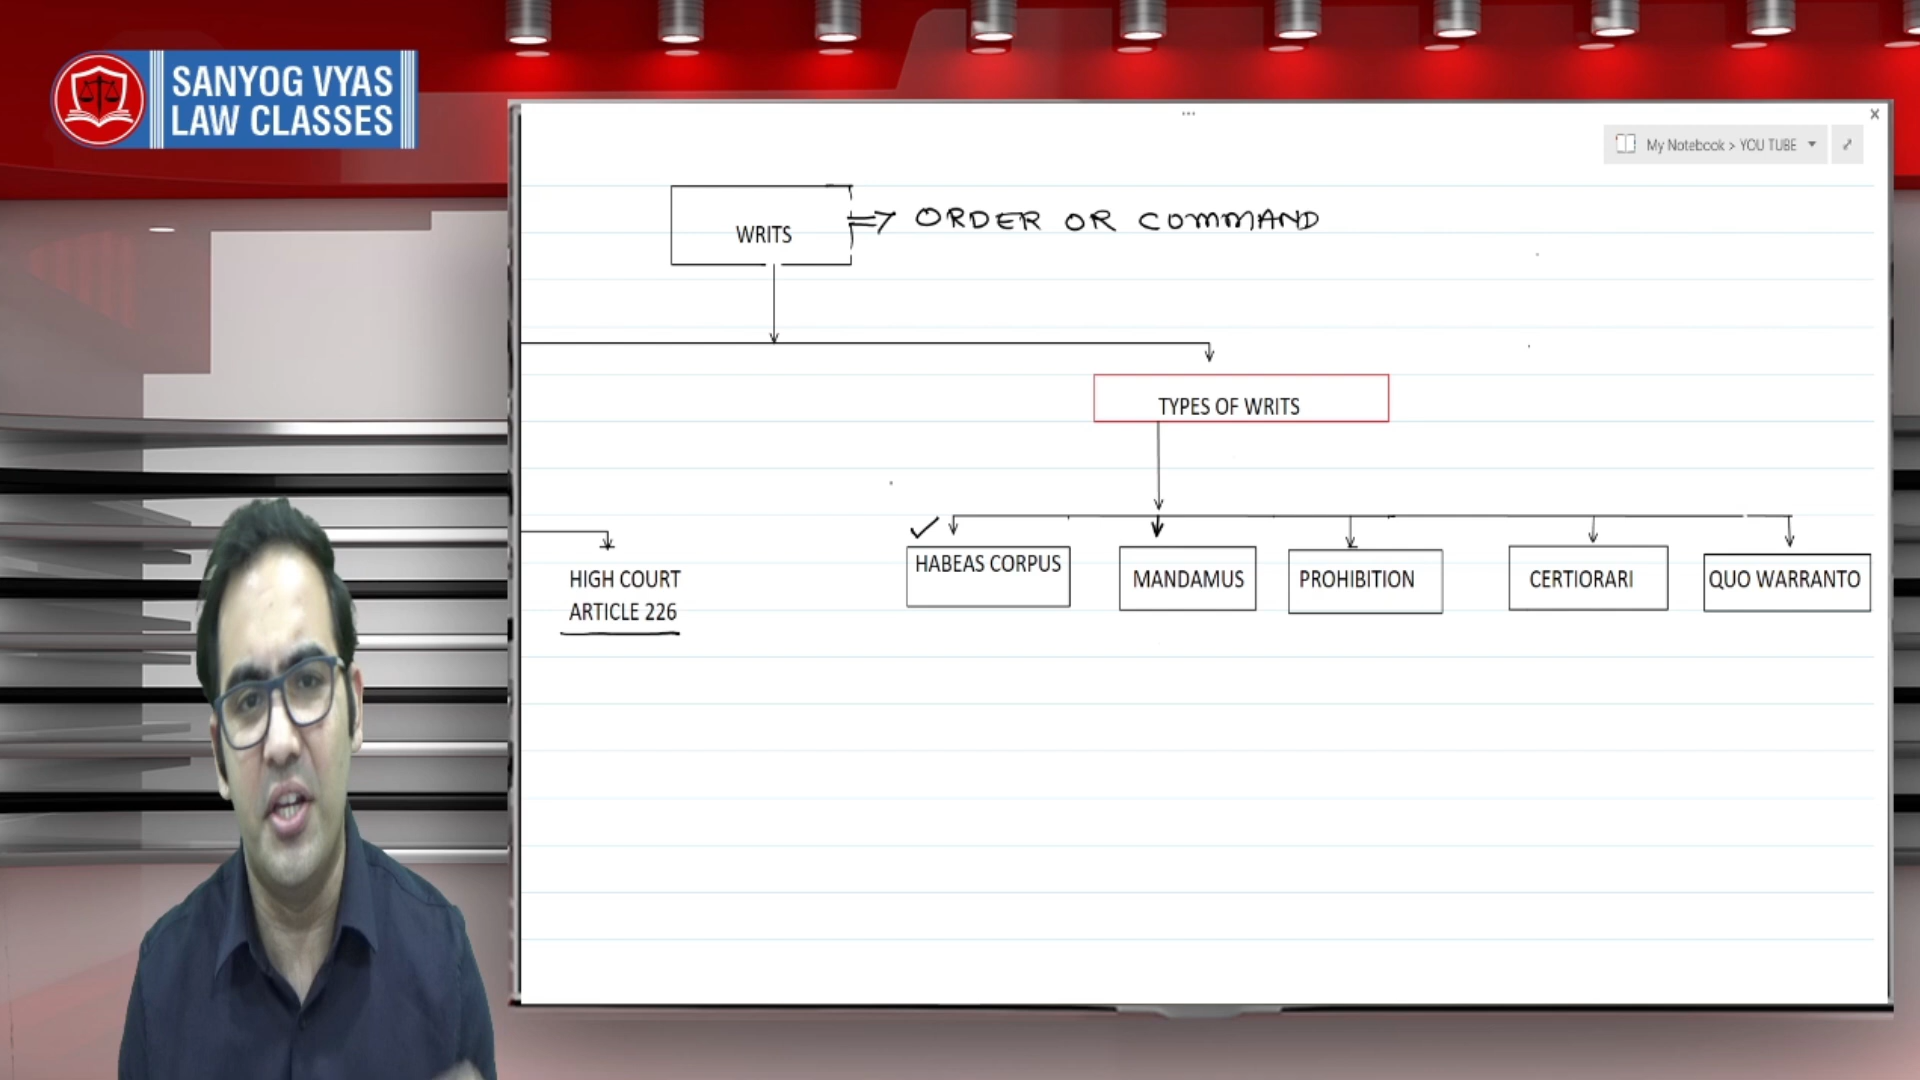 SANYOG VYAS
LAW CLASSES
My Notebook > YOU TUBE
WRITS
ORDER OR COMMAND
TYPES OF WRITS
HIGH COURT
ARTICLE 226
HABEAS CORPUS
MANDAMUS
PROHIBITION
CERTIORARI
QUO WARRANTO